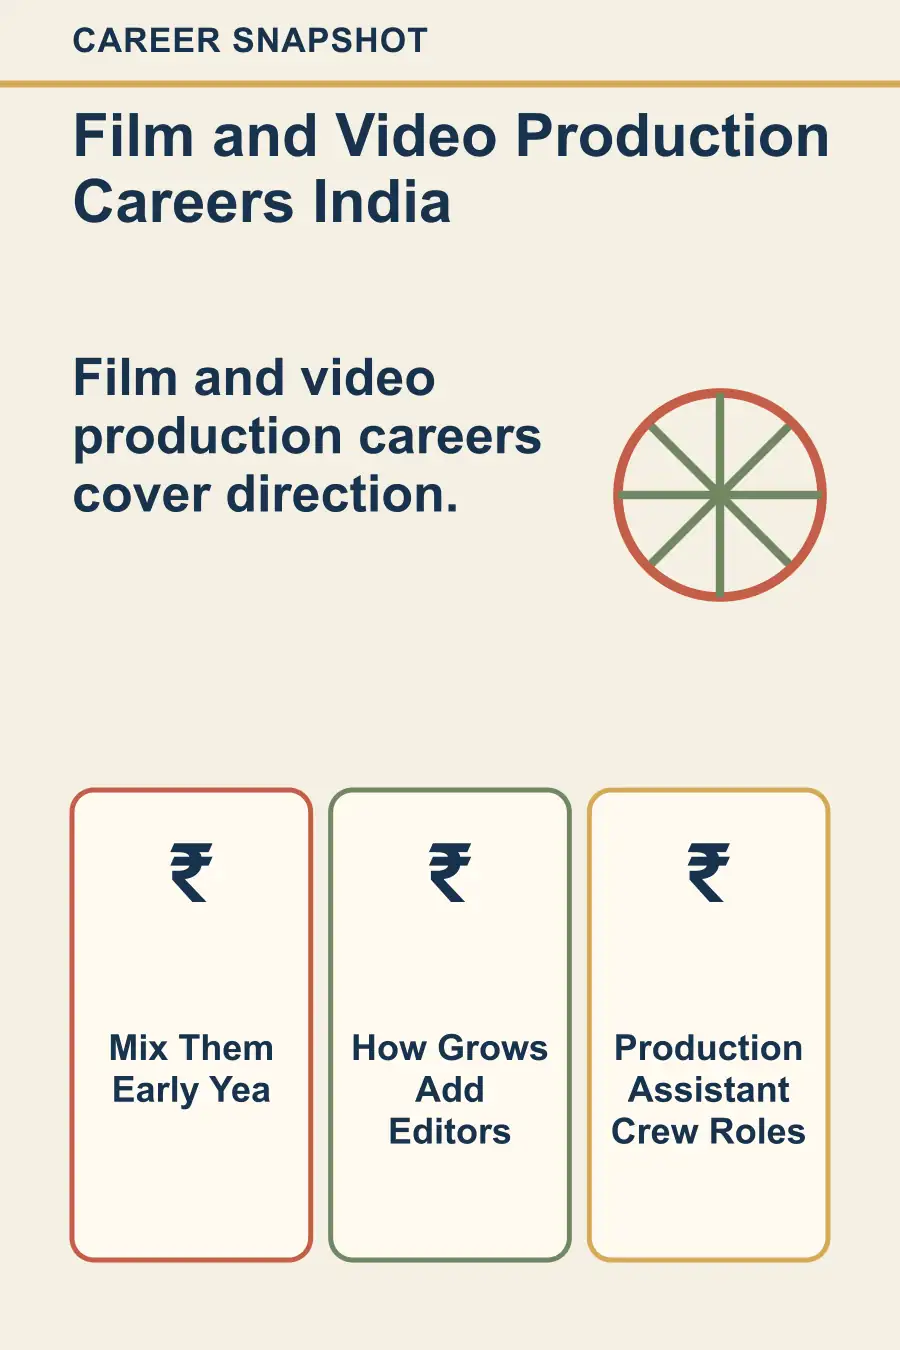 CAREER SNAPSHOT
Film and Video Production
Careers India
Film and video
production careers
cover direction.
₹
Mix Them
Early Yea
₹
How Grows
Add
Editors
₹
Production
Assistant
Crew Roles